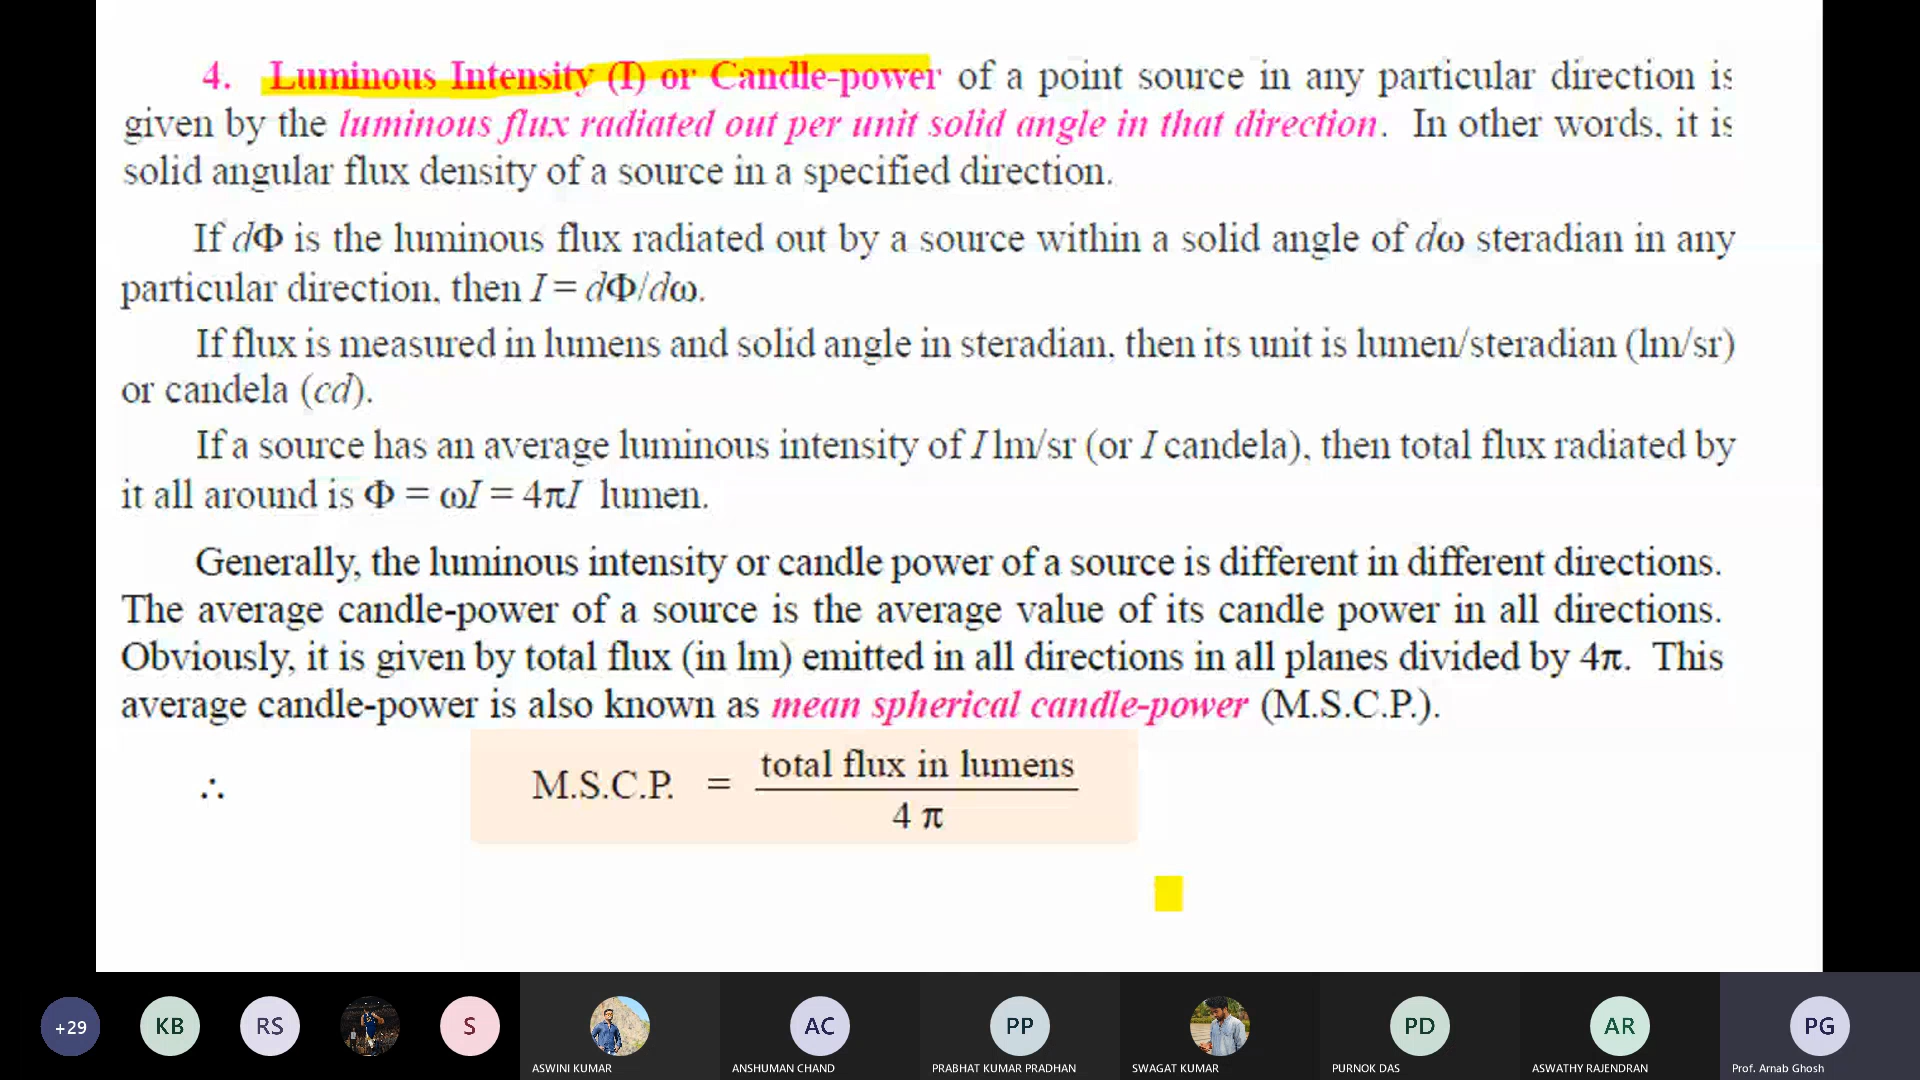 4. Luminous Intensity (I) or Candle-power of a point source in any particular direction is
given by the luminous flux radiated out per unit solid angle in that direction. In other words, it is
solid angular flux density of a source in a specified direction.
If dΦ is the luminous flux radiated out by a source within a solid angle of dω steradian in any
particular direction, then I = dΦ/dω.
If flux is measured in lumens and solid angle in steradian, then its unit is lumen/steradian (lm/sr)
or candela (cd).
If a source has an average luminous intensity of I lm/sr (or I candela), then total flux radiated by
it all around is Φ = ωI = 4πI lumen.
Generally, the luminous intensity or candle power of a source is different in different directions.
The average candle-power of a source is the average value of its candle power in all directions.
Obviously, it is given by total flux (in lm) emitted in all directions in all planes divided by 4π. This
average candle-power is also known as mean spherical candle-power (M.S.C.P.).
∴ M.S.C.P. = total flux in lumens
4 π
+29 KB RS S AC PP PD AR PG
ASWINI KUMAR ANSHUMAN CHAND PRABHAT KUMAR PRADHAN SWAGAT KUMAR PURNOK DAS ASWATHY RAJENDRAN Prof. Arnab Ghosh